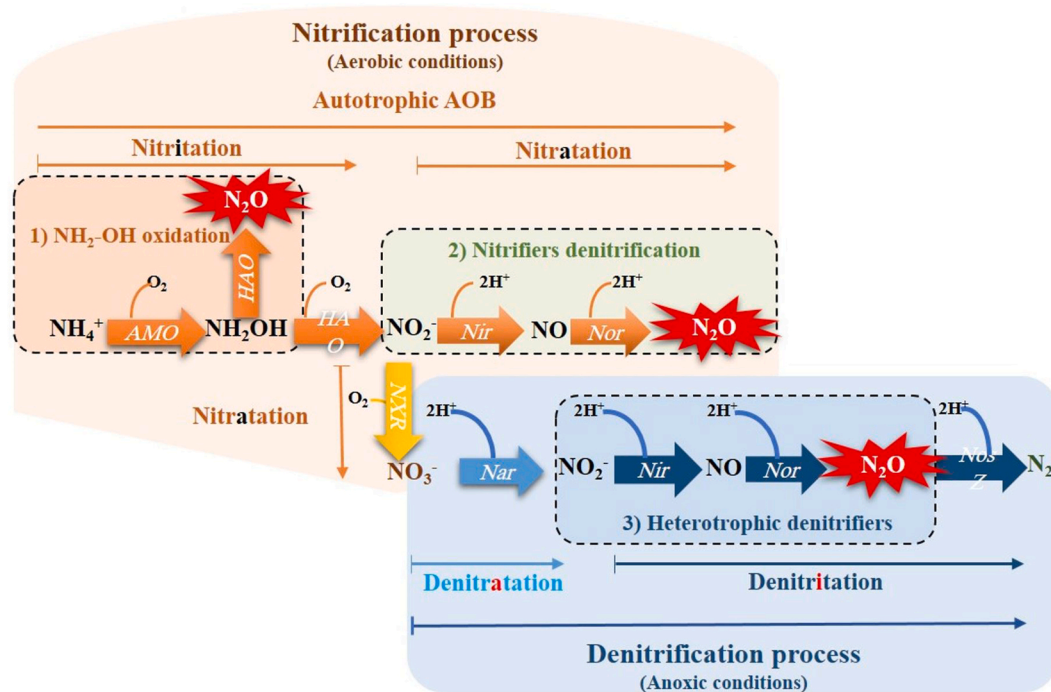 Nitrification process
(Aerobic conditions)
Autotrophic AOB
Nitritation
Nitratation
N₂O
1) NH₂-OH oxidation
2) Nitrifiers denitrification
HAO
O₂
O₂
2H⁺
2H⁺
NH₄⁺
AMO
NH₂OH
HA
O
NO₂⁻
Nir
NO
Nor
N₂O
Nitratation
O₂
NXR
2H⁺
2H⁺
2H⁺
2H⁺
NO₃⁻
Nar
NO₂⁻
Nir
NO
Nor
N₂O
Nos
Z
N₂
3) Heterotrophic denitrifiers
Denitratation
Denitritation
Denitrification process
(Anoxic conditions)